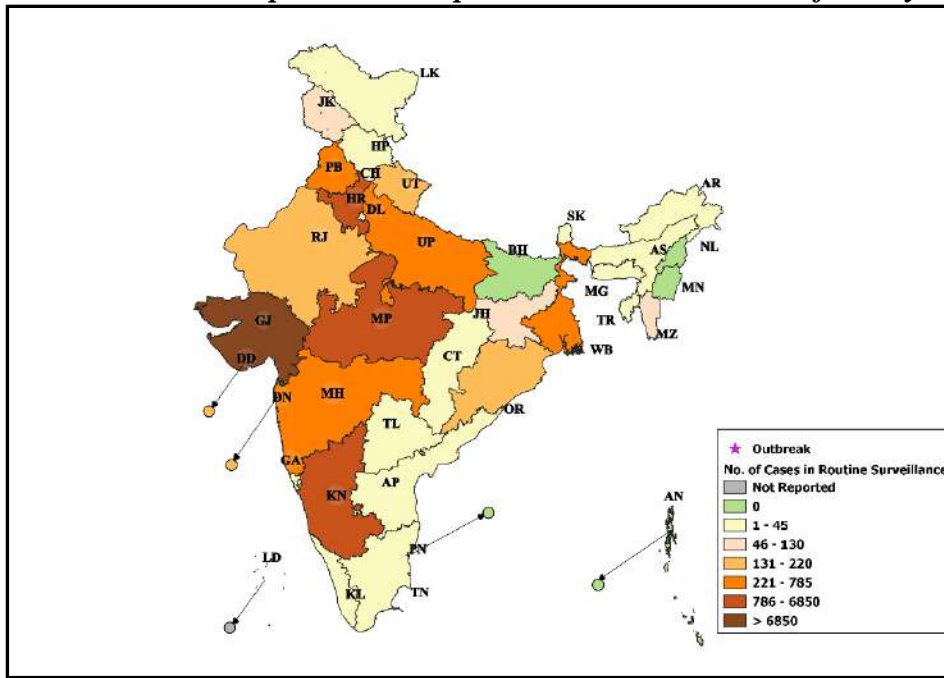 LK
JK
HP
PB
CH
UT
HR
DL
AR
SK
RJ
UP
BH
AS
NL
MG
MN
GJ
MP
JH
TR
MZ
DD
CT
WB
DN
MH
OR
TL
GA
KN
AP
AN
PN
LD
KL
TN
Outbreak
No. of Cases in Routine Surveillance
Not Reported
0
1 - 45
46 - 130
131 - 220
221 - 785
786 - 6850
> 6850